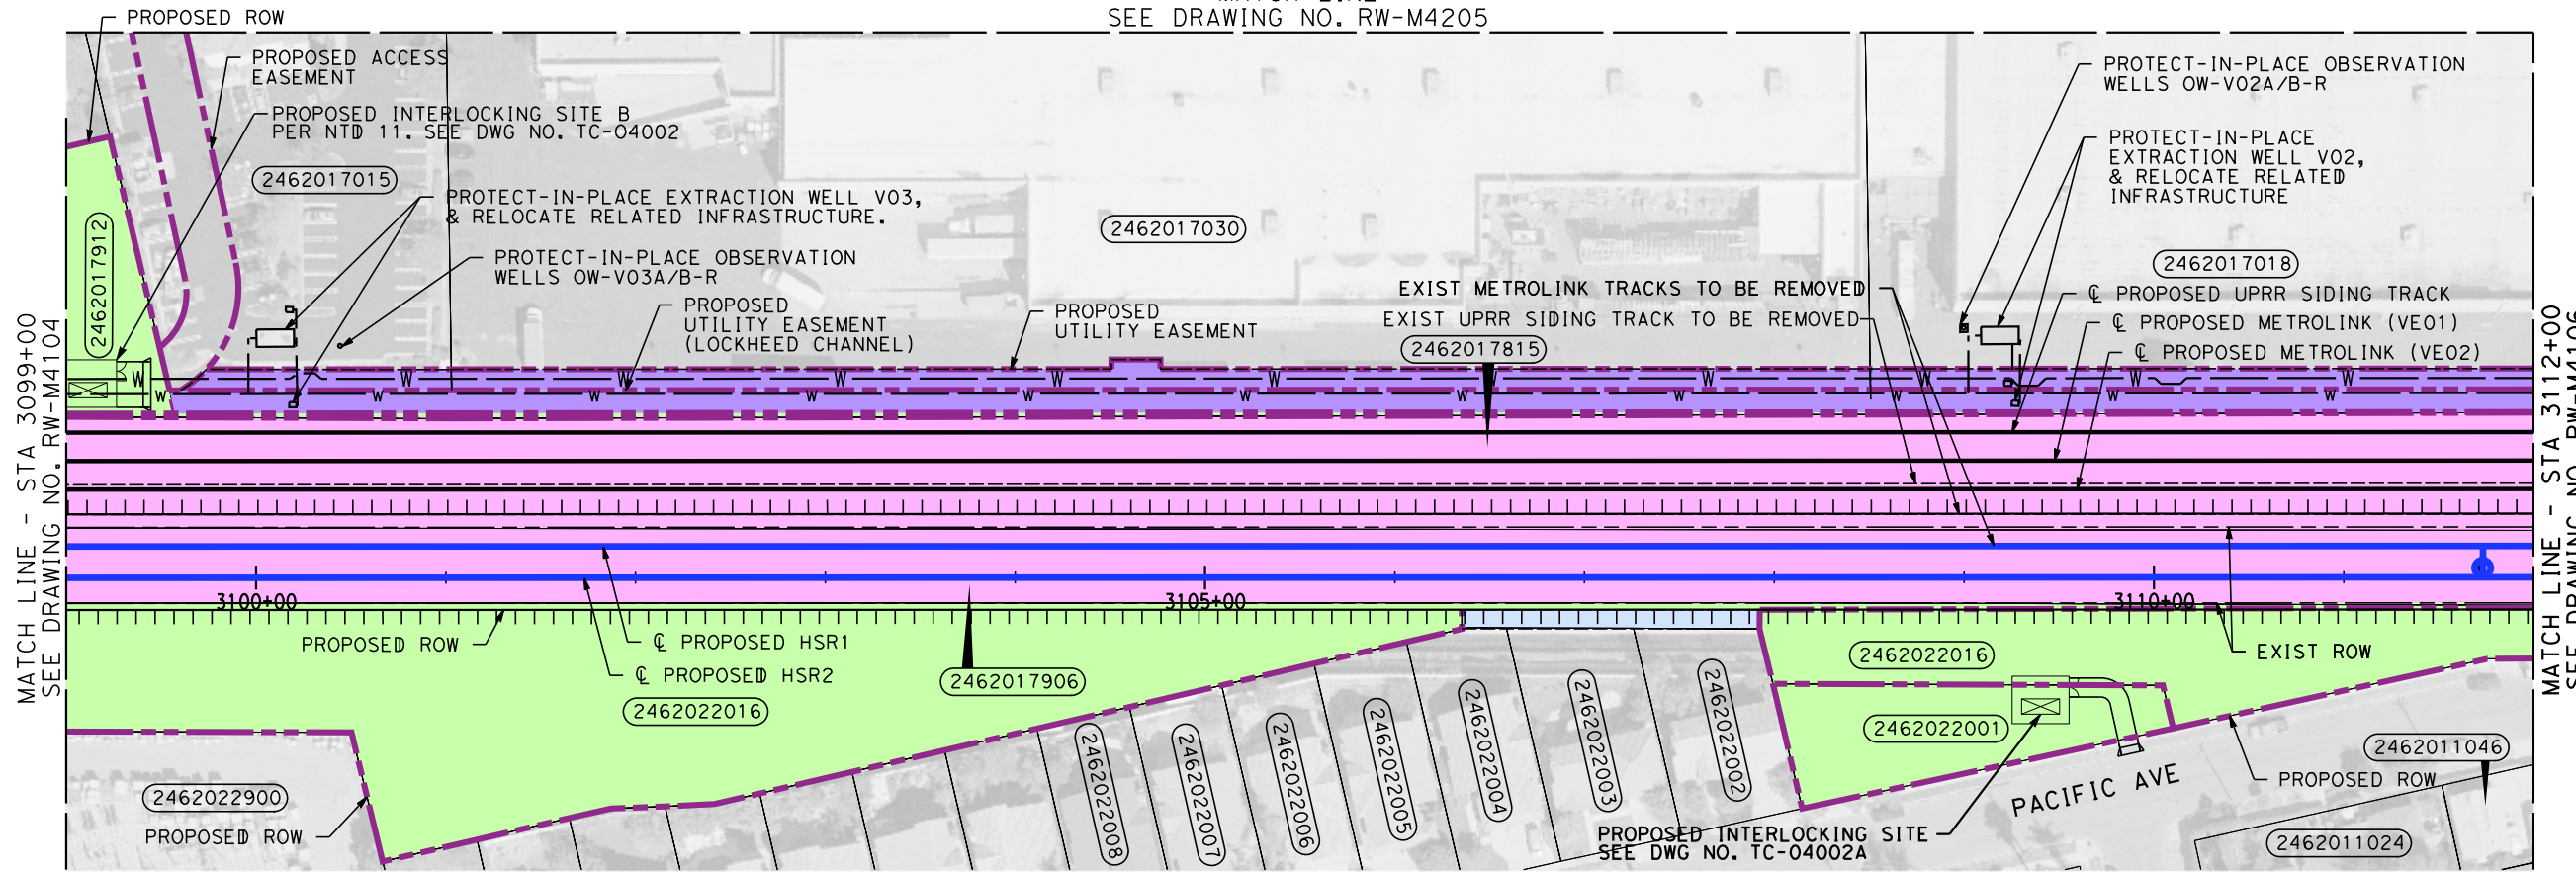 SEE DRAWING NO. RW-M4205
PROPOSED ROW
PROPOSED ACCESS
EASEMENT
PROPOSED INTERLOCKING SITE B
PER NTD 11. SEE DWG NO. TC-04002
2462017015
2462017912
PROTECT-IN-PLACE EXTRACTION WELL V03,
& RELOCATE RELATED INFRASTRUCTURE.
PROTECT-IN-PLACE OBSERVATION
WELLS OW-V03A/B-R
PROPOSED
UTILITY EASEMENT
(LOCKHEED CHANNEL)
PROPOSED
UTILITY EASEMENT
2462017030
EXIST METROLINK TRACKS TO BE REMOVED
EXIST UPRR SIDING TRACK TO BE REMOVED
2462017815
PROTECT-IN-PLACE OBSERVATION
WELLS OW-V02A/B-R
PROTECT-IN-PLACE
EXTRACTION WELL V02,
& RELOCATE RELATED
INFRASTRUCTURE
2462017018
℄ PROPOSED UPRR SIDING TRACK
℄ PROPOSED METROLINK (VE01)
℄ PROPOSED METROLINK (VE02)
MATCH LINE - STA 3099+00
SEE DRAWING NO. RW-M4104
MATCH LINE - STA 3112+00
SEE DRAWING NO. RW-M4106
W W W W W W W W W W W
W W W W W W W W W W W
3100+00
3105+00
3110+00
PROPOSED ROW
℄ PROPOSED HSR1
℄ PROPOSED HSR2
2462017906
2462022016
2462022016
EXIST ROW
2462022001
2462022900
PROPOSED ROW
2462022008
2462022007
2462022006
2462022005
2462022004
2462022003
2462022002
PROPOSED INTERLOCKING SITE
SEE DWG NO. TC-04002A
PACIFIC AVE
PROPOSED ROW
2462011046
2462011024